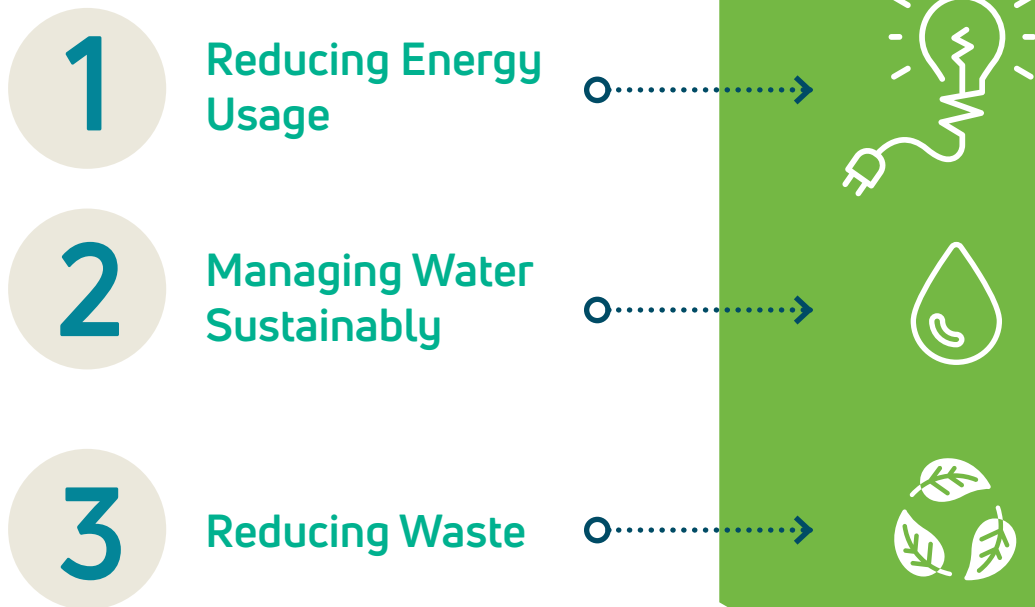 1
Reducing Energy
Usage
2
Managing Water
Sustainably
3
Reducing Waste